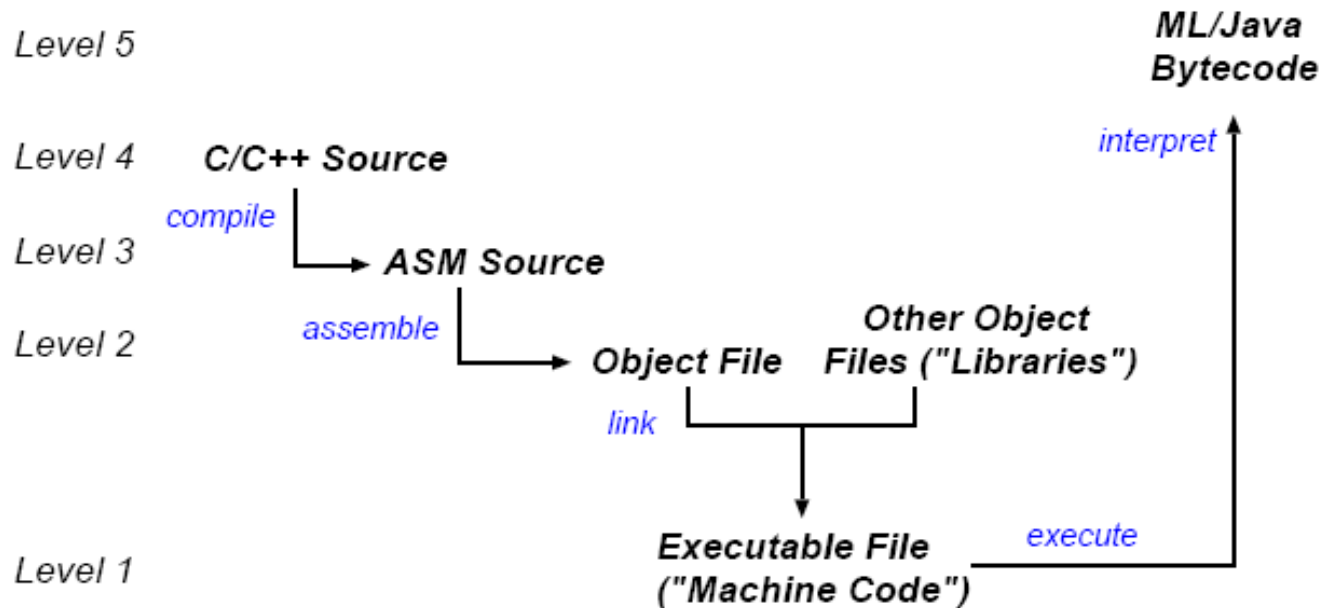 Level 5
ML/Java
Bytecode
Level 4
C/C++ Source
interpret
compile
Level 3
ASM Source
assemble
Level 2
Other Object
Object File
Files ("Libraries")
link
Executable File
("Machine Code")
execute
Level 1